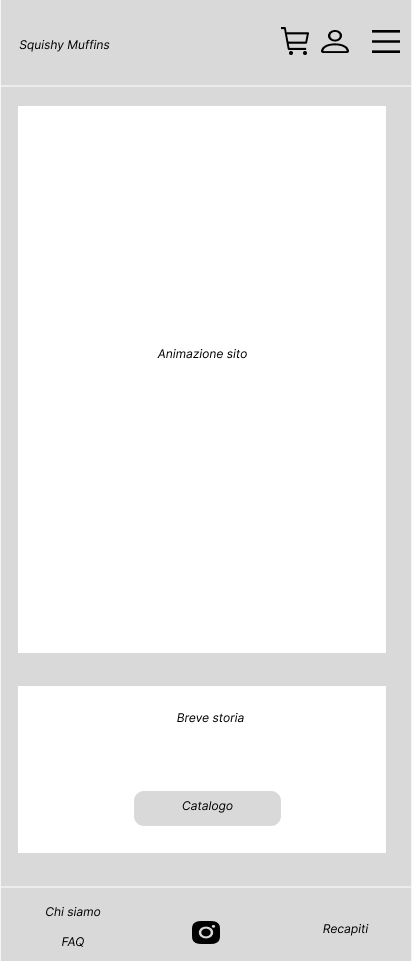 Squishy Muffins
Animazione sito
Breve storia
Catalogo
Chi siamo
FAQ
Recapiti